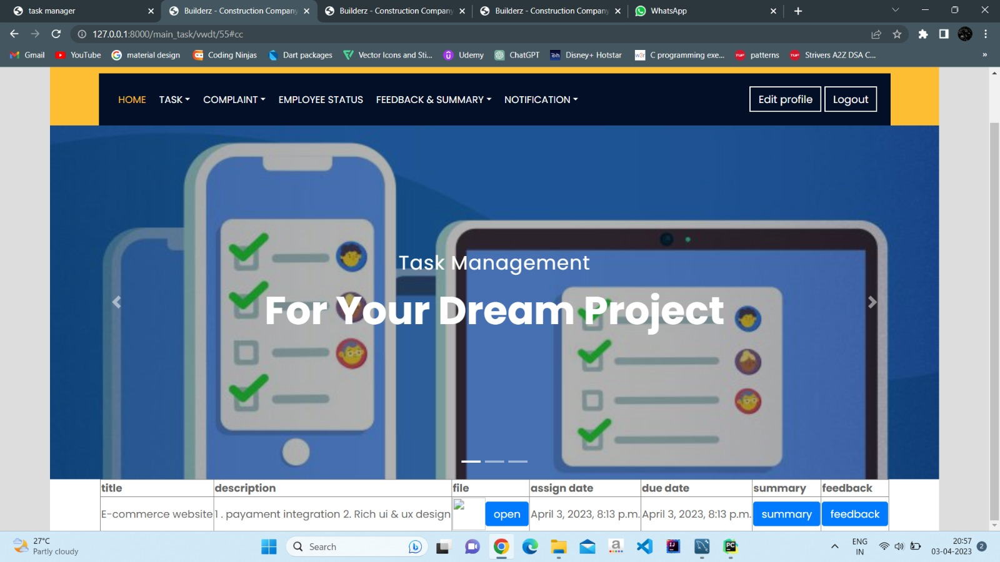 task manager
Builderz - Construction Company
Builderz - Construction Company
Builderz - Construction Company
WhatsApp
127.0.0.1:8000/main_task/vwdt/55#cc
Gmail YouTube material design Coding Ninjas Dart packages Vector Icons and Sti... Udemy ChatGPT Disney+ Hotstar C programming exe... patterns Strivers A2Z DSA C... »
HOME TASK COMPLAINT EMPLOYEE STATUS FEEDBACK & SUMMARY NOTIFICATION Edit profile Logout
Task Management
For Your Dream Project
title description file assign date due date summary feedback
E-commerce website 1 . payament integration 2. Rich ui & ux design open April 3, 2023, 8:13 p.m. April 3, 2023, 8:13 p.m. summary feedback
27°C
Partly cloudy
Search
ENG
IN
20:57
03-04-2023
2